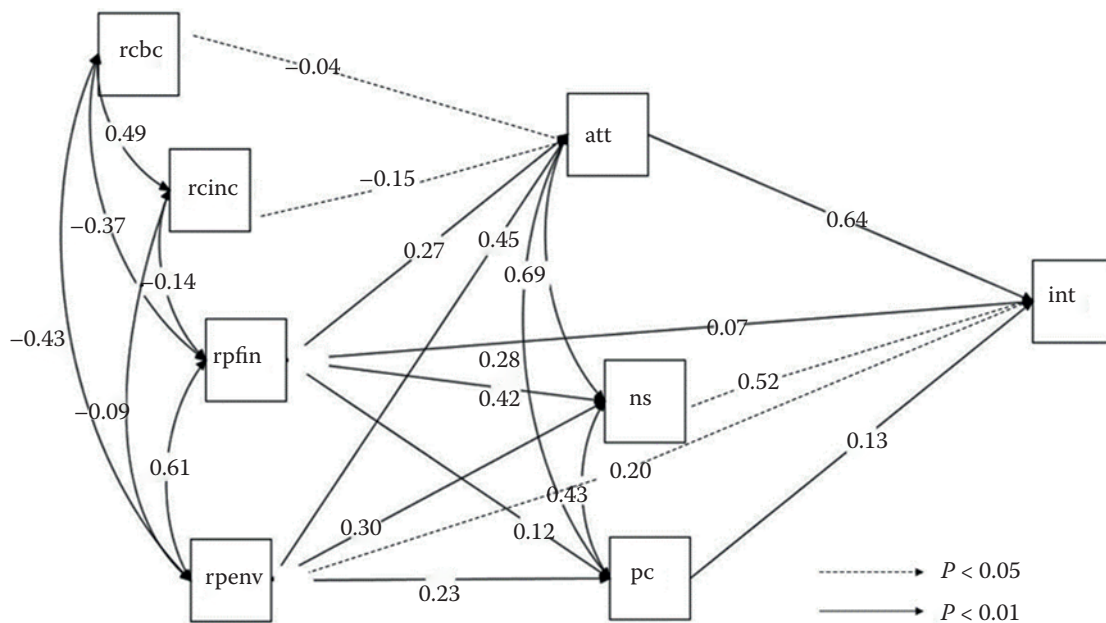 rcbc
−0.04
att
0.49
rcinc
−0.15
−0.37
0.64
0.27
0.45
0.69
−0.14
int
−0.43
rpfin
0.07
0.28
0.42
0.52
ns
−0.09
0.61
0.20
0.13
0.43
0.30
0.12
rpenv
0.23
pc
P < 0.05
P < 0.01